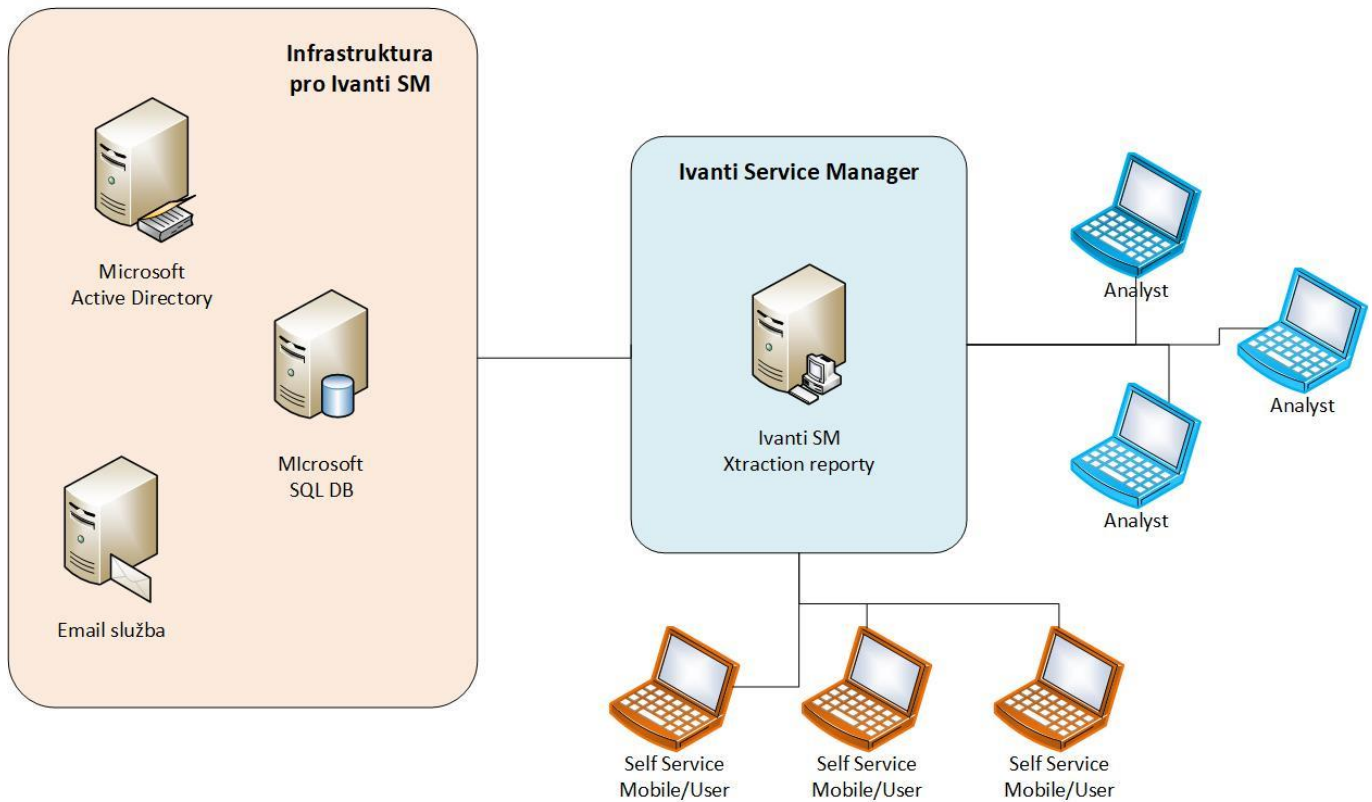 Infrastruktura
pro Ivanti SM
Microsoft
Active Directory
MIcrosoft
SQL DB
Email služba
Ivanti Service Manager
Ivanti SM
Xtraction reporty
Analyst
Analyst
Analyst
Self Service
Mobile/User
Self Service
Mobile/User
Self Service
Mobile/User